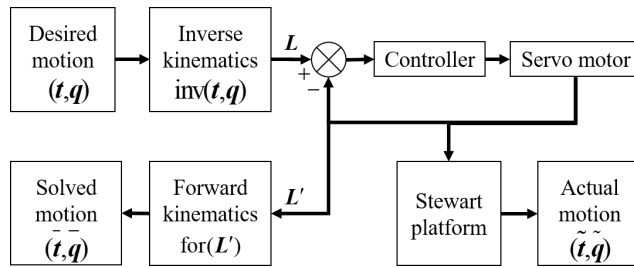 Desired
motion
(t,q)
Inverse
kinematics
inv(t,q)
L
+
−
Controller
Servo motor
Solved
motion
(t̄,q̄)
Forward
kinematics
for(L')
L'
Stewart
platform
Actual
motion
(t̃,q̃)